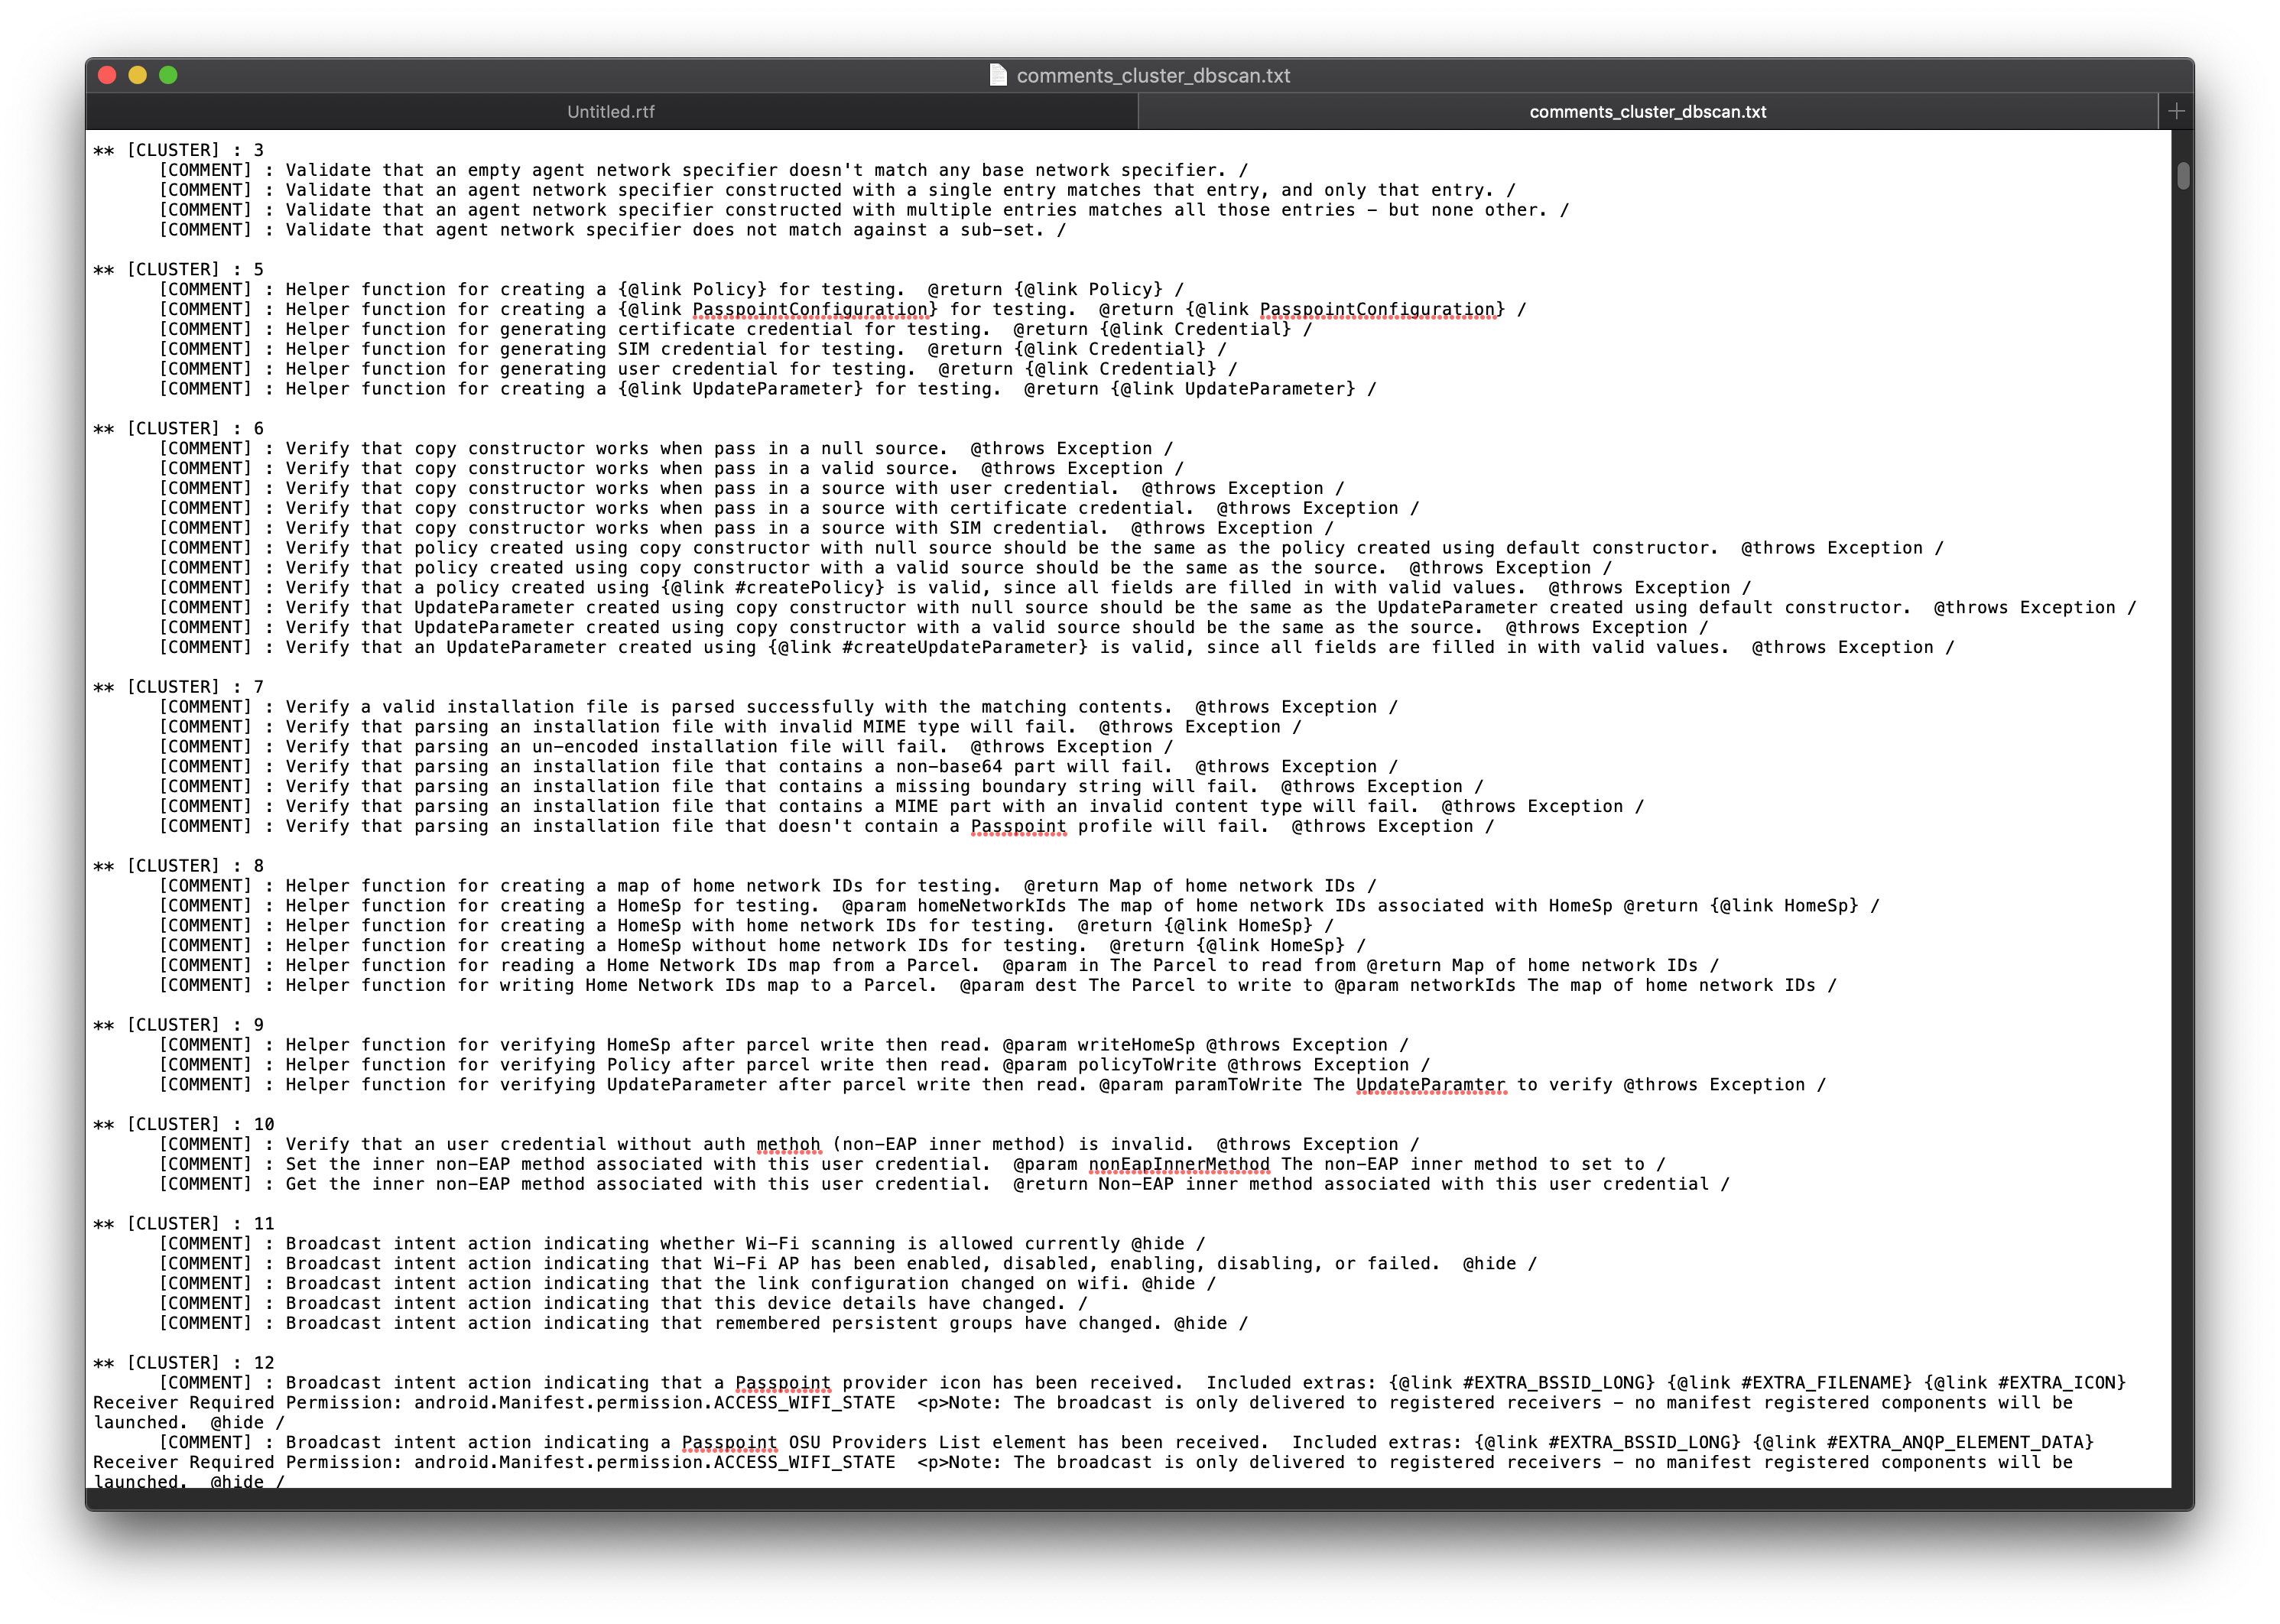 comments_cluster_dbscan.txt
Untitled.rtf
comments_cluster_dbscan.txt
** [CLUSTER] : 3
[COMMENT] : Validate that an empty agent network specifier doesn't match any base network specifier. /
[COMMENT] : Validate that an agent network specifier constructed with a single entry matches that entry, and only that entry. /
[COMMENT] : Validate that an agent network specifier constructed with multiple entries matches all those entries – but none other. /
[COMMENT] : Validate that agent network specifier does not match against a sub-set. /
** [CLUSTER] : 5
[COMMENT] : Helper function for creating a {@link Policy} for testing.  @return {@link Policy} /
[COMMENT] : Helper function for creating a {@link PasspointConfiguration} for testing.  @return {@link PasspointConfiguration} /
[COMMENT] : Helper function for generating certificate credential for testing.  @return {@link Credential} /
[COMMENT] : Helper function for generating SIM credential for testing.  @return {@link Credential} /
[COMMENT] : Helper function for generating user credential for testing.  @return {@link Credential} /
[COMMENT] : Helper function for creating a {@link UpdateParameter} for testing.  @return {@link UpdateParameter} /
** [CLUSTER] : 6
[COMMENT] : Verify that copy constructor works when pass in a null source.  @throws Exception /
[COMMENT] : Verify that copy constructor works when pass in a valid source.  @throws Exception /
[COMMENT] : Verify that copy constructor works when pass in a source with user credential.  @throws Exception /
[COMMENT] : Verify that copy constructor works when pass in a source with certificate credential.  @throws Exception /
[COMMENT] : Verify that copy constructor works when pass in a source with SIM credential.  @throws Exception /
[COMMENT] : Verify that policy created using copy constructor with null source should be the same as the policy created using default constructor.  @throws Exception /
[COMMENT] : Verify that policy created using copy constructor with a valid source should be the same as the source.  @throws Exception /
[COMMENT] : Verify that a policy created using {@link #createPolicy} is valid, since all fields are filled in with valid values.  @throws Exception /
[COMMENT] : Verify that UpdateParameter created using copy constructor with null source should be the same as the UpdateParameter created using default constructor.  @throws Exception /
[COMMENT] : Verify that UpdateParameter created using copy constructor with a valid source should be the same as the source.  @throws Exception /
[COMMENT] : Verify that an UpdateParameter created using {@link #createUpdateParameter} is valid, since all fields are filled in with valid values.  @throws Exception /
** [CLUSTER] : 7
[COMMENT] : Verify a valid installation file is parsed successfully with the matching contents.  @throws Exception /
[COMMENT] : Verify that parsing an installation file with invalid MIME type will fail.  @throws Exception /
[COMMENT] : Verify that parsing an un-encoded installation file will fail.  @throws Exception /
[COMMENT] : Verify that parsing an installation file that contains a non-base64 part will fail.  @throws Exception /
[COMMENT] : Verify that parsing an installation file that contains a missing boundary string will fail.  @throws Exception /
[COMMENT] : Verify that parsing an installation file that contains a MIME part with an invalid content type will fail.  @throws Exception /
[COMMENT] : Verify that parsing an installation file that doesn't contain a Passpoint profile will fail.  @throws Exception /
** [CLUSTER] : 8
[COMMENT] : Helper function for creating a map of home network IDs for testing.  @return Map of home network IDs /
[COMMENT] : Helper function for creating a HomeSp for testing.  @param homeNetworkIds The map of home network IDs associated with HomeSp @return {@link HomeSp} /
[COMMENT] : Helper function for creating a HomeSp with home network IDs for testing.  @return {@link HomeSp} /
[COMMENT] : Helper function for creating a HomeSp without home network IDs for testing.  @return {@link HomeSp} /
[COMMENT] : Helper function for reading a Home Network IDs map from a Parcel.  @param in The Parcel to read from @return Map of home network IDs /
[COMMENT] : Helper function for writing Home Network IDs map to a Parcel.  @param dest The Parcel to write to @param networkIds The map of home network IDs /
** [CLUSTER] : 9
[COMMENT] : Helper function for verifying HomeSp after parcel write then read. @param writeHomeSp @throws Exception /
[COMMENT] : Helper function for verifying Policy after parcel write then read. @param policyToWrite @throws Exception /
[COMMENT] : Helper function for verifying UpdateParameter after parcel write then read. @param paramToWrite The UpdateParamter to verify @throws Exception /
** [CLUSTER] : 10
[COMMENT] : Verify that an user credential without auth methoh (non-EAP inner method) is invalid.  @throws Exception /
[COMMENT] : Set the inner non-EAP method associated with this user credential.  @param nonEapInnerMethod The non-EAP inner method to set to /
[COMMENT] : Get the inner non-EAP method associated with this user credential.  @return Non-EAP inner method associated with this user credential /
** [CLUSTER] : 11
[COMMENT] : Broadcast intent action indicating whether Wi-Fi scanning is allowed currently @hide /
[COMMENT] : Broadcast intent action indicating that Wi-Fi AP has been enabled, disabled, enabling, disabling, or failed.  @hide /
[COMMENT] : Broadcast intent action indicating that the link configuration changed on wifi. @hide /
[COMMENT] : Broadcast intent action indicating that this device details have changed. /
[COMMENT] : Broadcast intent action indicating that remembered persistent groups have changed. @hide /
** [CLUSTER] : 12
[COMMENT] : Broadcast intent action indicating that a Passpoint provider icon has been received.  Included extras: {@link #EXTRA_BSSID_LONG} {@link #EXTRA_FILENAME} {@link #EXTRA_ICON}
Receiver Required Permission: android.Manifest.permission.ACCESS_WIFI_STATE  <p>Note: The broadcast is only delivered to registered receivers – no manifest registered components will be
launched.  @hide /
[COMMENT] : Broadcast intent action indicating a Passpoint OSU Providers List element has been received.  Included extras: {@link #EXTRA_BSSID_LONG} {@link #EXTRA_ANQP_ELEMENT_DATA}
Receiver Required Permission: android.Manifest.permission.ACCESS_WIFI_STATE  <p>Note: The broadcast is only delivered to registered receivers – no manifest registered components will be
launched.  @hide /